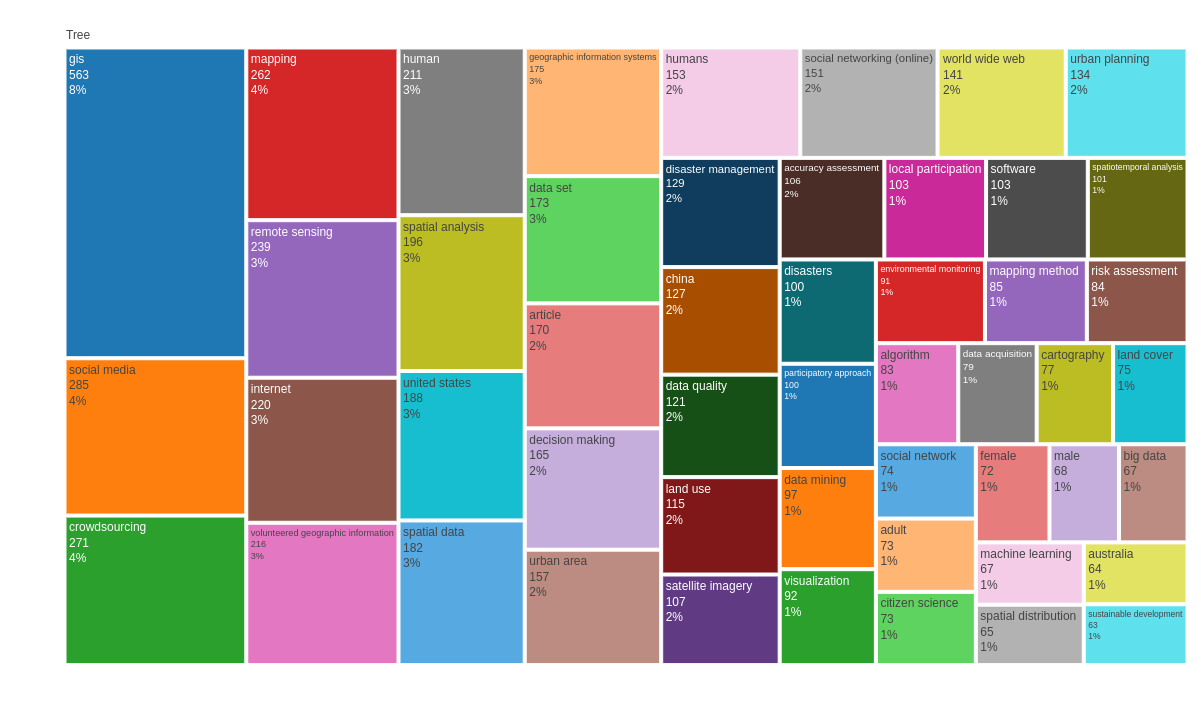 Tree
gis
563
8%
social media
285
4%
crowdsourcing
271
4%
mapping
262
4%
remote sensing
239
3%
internet
220
3%
volunteered geographic information
216
3%
human
211
3%
spatial analysis
196
3%
united states
188
3%
spatial data
182
3%
geographic information systems
175
3%
data set
173
3%
article
170
2%
decision making
165
2%
urban area
157
2%
humans
153
2%
social networking (online)
151
2%
world wide web
141
2%
urban planning
134
2%
disaster management
129
2%
china
127
2%
data quality
121
2%
land use
115
2%
satellite imagery
107
2%
accuracy assessment
106
2%
local participation
103
1%
software
103
1%
spatiotemporal analysis
101
1%
disasters
100
1%
participatory approach
100
1%
data mining
97
1%
visualization
92
1%
environmental monitoring
91
1%
mapping method
85
1%
risk assessment
84
1%
algorithm
83
1%
data acquisition
79
1%
cartography
77
1%
land cover
75
1%
social network
74
1%
adult
73
1%
citizen science
73
1%
female
72
1%
male
68
1%
big data
67
1%
machine learning
67
1%
spatial distribution
65
1%
australia
64
1%
sustainable development
63
1%